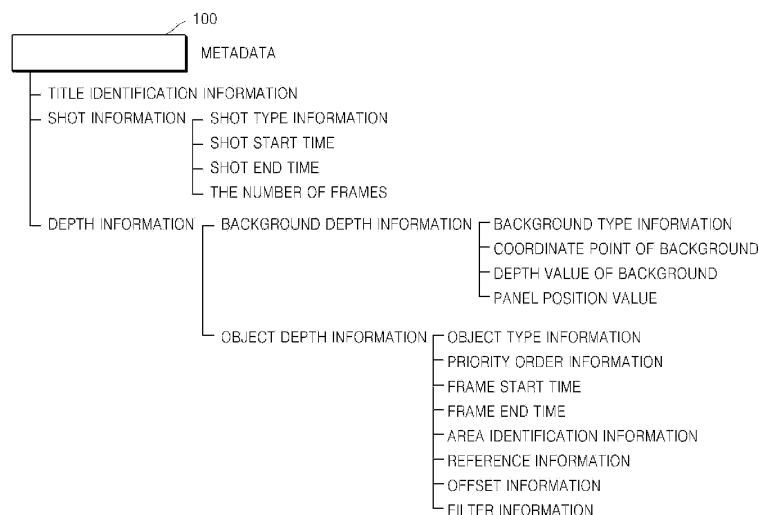 100
METADATA
TITLE IDENTIFICATION INFORMATION
SHOT INFORMATION
SHOT TYPE INFORMATION
SHOT START TIME
SHOT END TIME
THE NUMBER OF FRAMES
DEPTH INFORMATION
BACKGROUND DEPTH INFORMATION
BACKGROUND TYPE INFORMATION
COORDINATE POINT OF BACKGROUND
DEPTH VALUE OF BACKGROUND
PANEL POSITION VALUE
OBJECT DEPTH INFORMATION
OBJECT TYPE INFORMATION
PRIORITY ORDER INFORMATION
FRAME START TIME
FRAME END TIME
AREA IDENTIFICATION INFORMATION
REFERENCE INFORMATION
OFFSET INFORMATION
FILTER INFORMATION